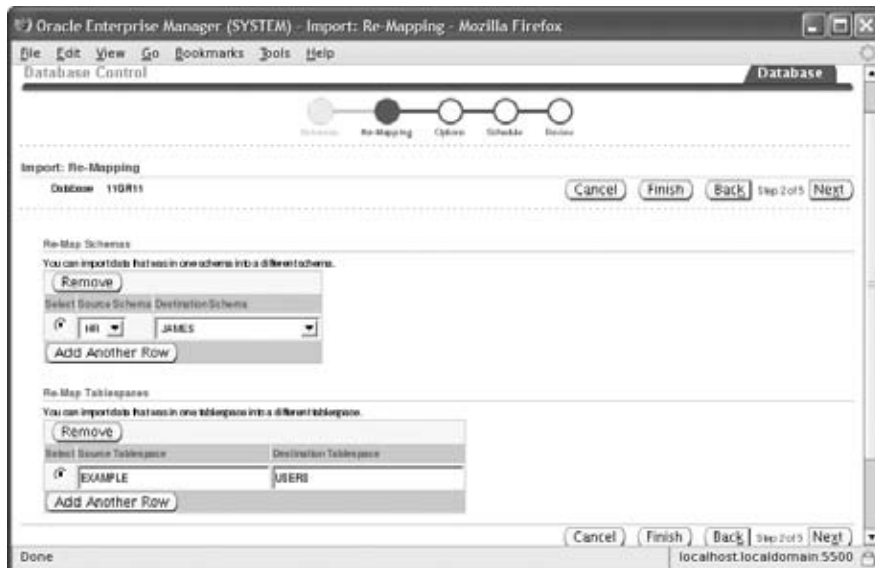 Oracle Enterprise Manager (SYSTEM) - Import: Re-Mapping - Mozilla Firefox
File Edit View Go Bookmarks Tools Help
Database Control
Database
Re-Mapping Options Schedule Review
Import: Re-Mapping
Database 11GR11
Cancel Finish Back Step 2 of 5 Next
Re-Map Schemas
You can import data that was in one schema into a different schema.
Remove
Select Source Schema Destination Schema
HR JAMES
Add Another Row
Re-Map Tablespaces
You can import data that was in one tablespace into a different tablespace.
Remove
Select Source Tablespace Destination Tablespace
EXAMPLE USERS
Add Another Row
Cancel Finish Back Step 2 of 5 Next
Done localhost.localdomain:5500